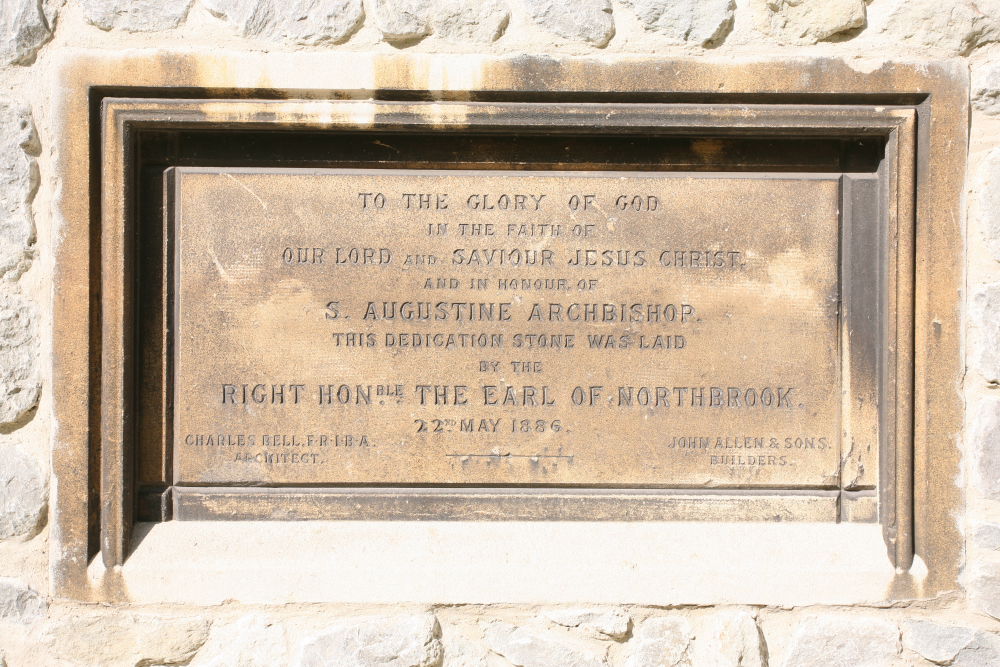 TO THE GLORY OF GOD
IN THE FAITH OF
OUR LORD AND SAVIOUR JESUS CHRIST.
AND IN HONOUR OF
S. AUGUSTINE ARCHBISHOP.
THIS DEDICATION STONE WAS LAID
BY THE
RIGHT HONBLE. THE EARL OF NORTHBROOK.
22ND MAY 1886.
CHARLES BELL, F.R.I.B.A.
ARCHITECT.
JOHN ALLEN & SONS.
BUILDERS.